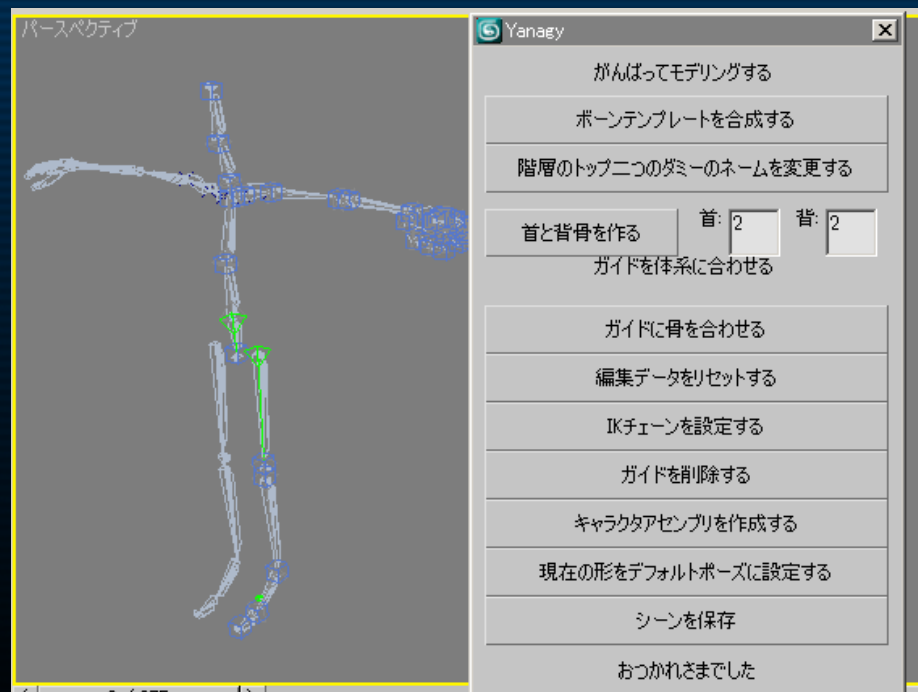 パースペクティブ
Yanagy
がんばってモデリングする
ボーンテンプレートを合成する
階層のトップ二つのダミーのネームを変更する
首と背骨を作る 首: 2 背: 2
ガイドを体系に合わせる
ガイドに骨を合わせる
編集データをリセットする
IKチェーンを設定する
ガイドを削除する
キャラクタアセンブリを作成する
現在の形をデフォルトポーズに設定する
シーンを保存
おつかれさまでした